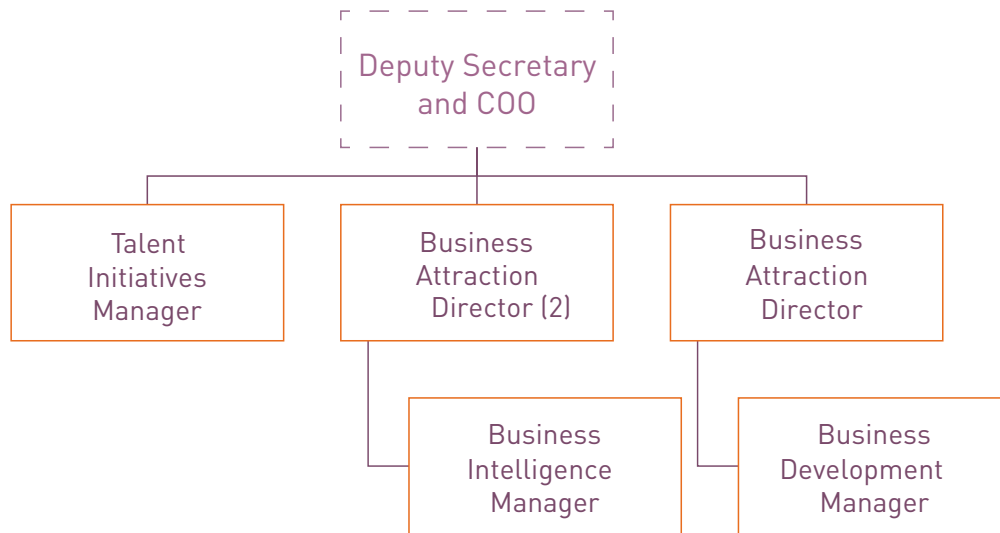 Deputy Secretary
and COO
Talent
Initiatives
Manager
Business
Attraction
Director (2)
Business
Attraction
Director
Business
Intelligence
Manager
Business
Development
Manager